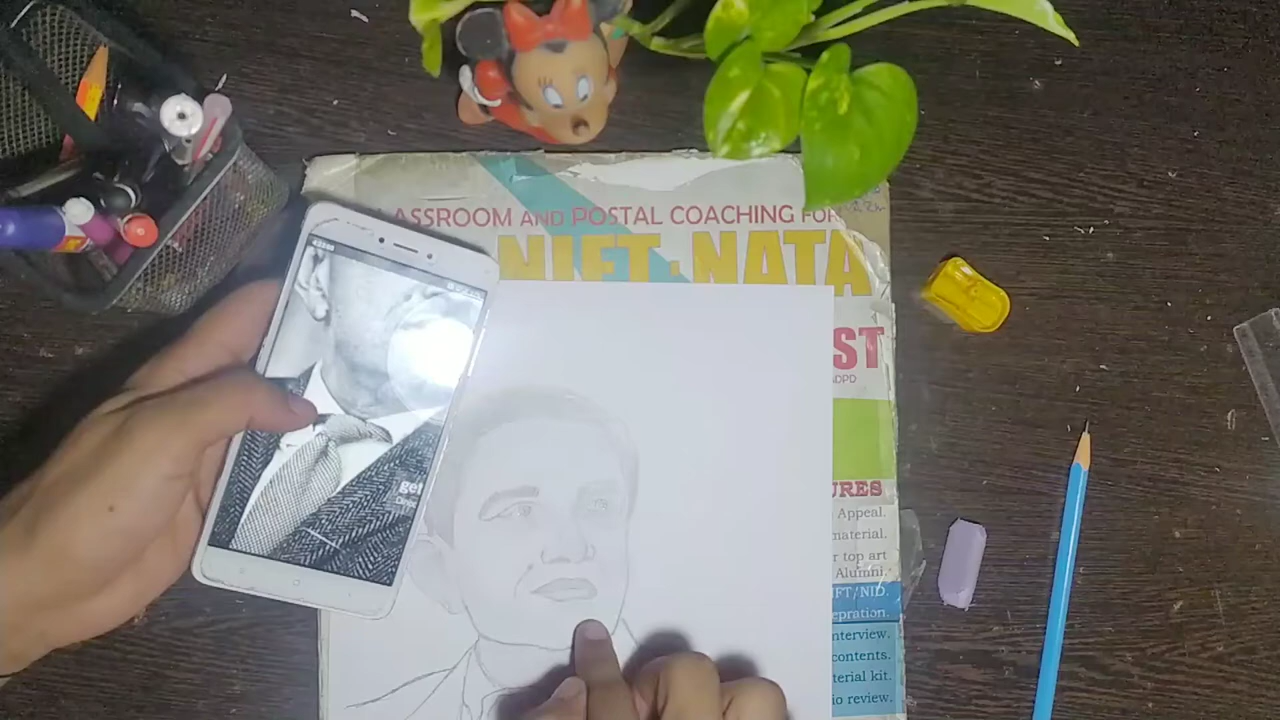 ASSROOM AND POSTAL COACHING FOR
NIFT · NATA
ST
URES
Appeal.
material.
r top art
Alumni.
IFT/NID.
epration.
nterview.
contents.
terial kit.
io review.